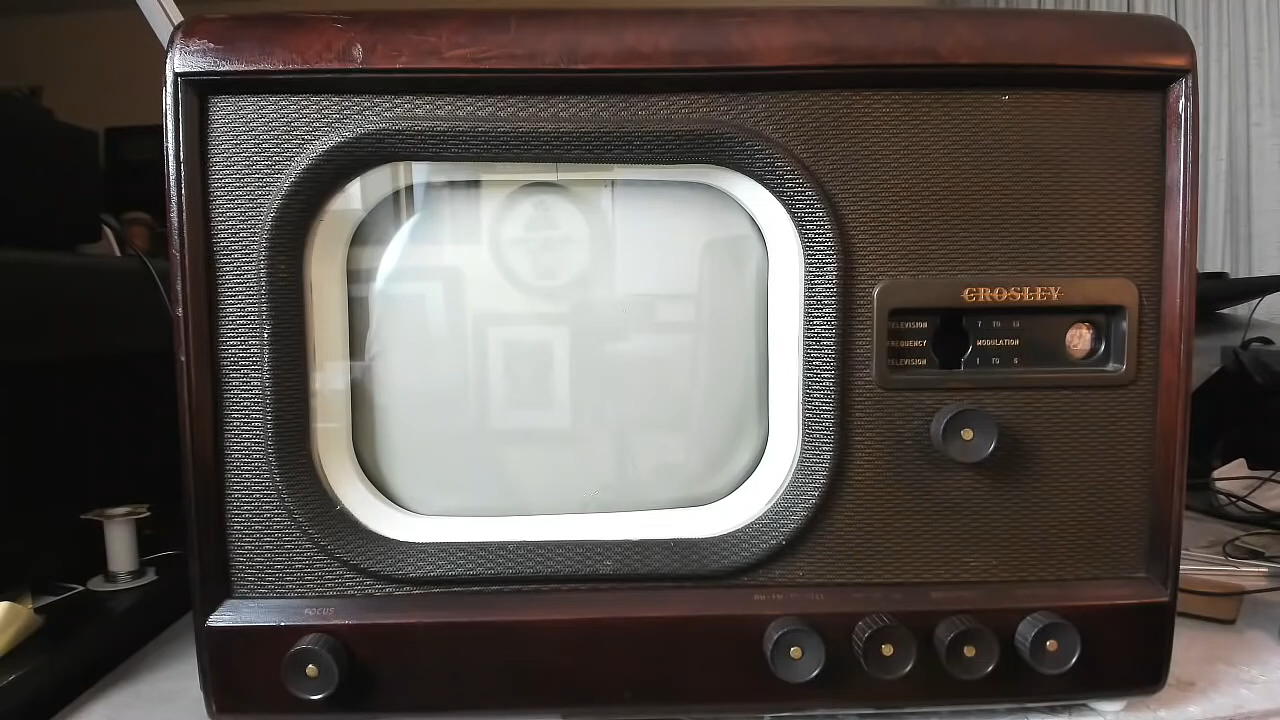 CROSLEY
TELEVISION 7 TO 13
FREQUENCY MODULATION
TELEVISION 1 TO 6
FOCUS